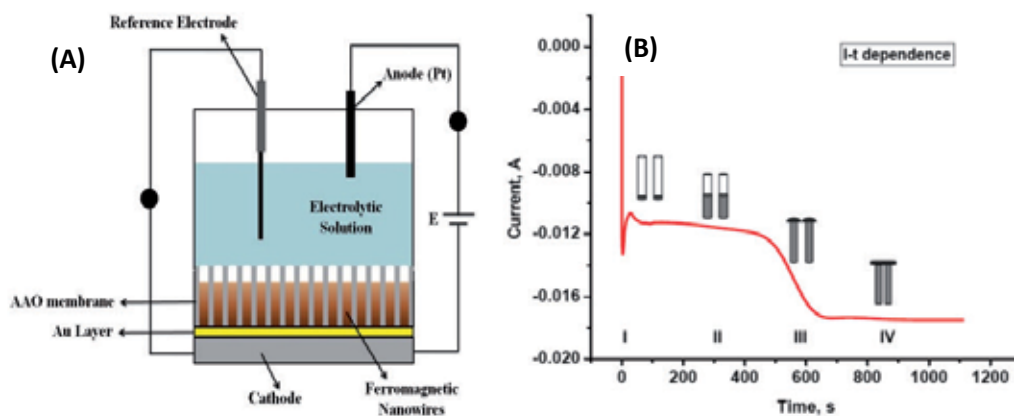 (A)
Reference Electrode
Anode (Pt)
Electrolytic
Solution
E
AAO membrane
Au Layer
Cathode
Ferromagnetic
Nanowires
(B)
I-t dependence
Current, A
0.000
-0.004
-0.008
-0.012
-0.016
-0.020
I
II
III
IV
0
200
400
600
800
1000
1200
Time, s